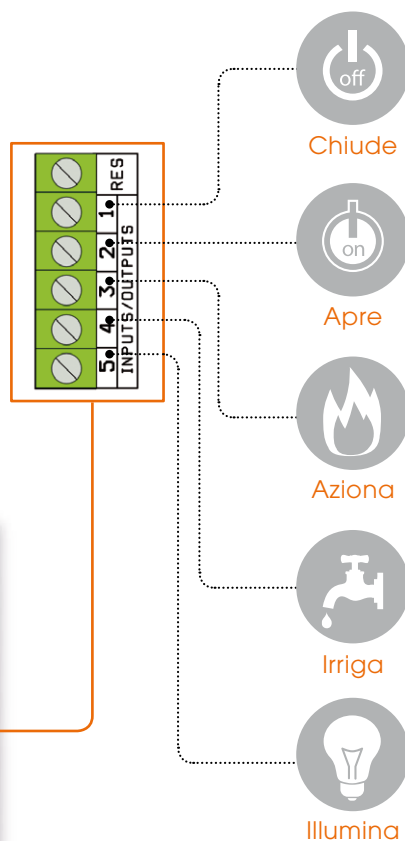 off
Chiude
RES
1
2
3
4
5
INPUTS/OUTPUTS
on
Apre
Aziona
Irriga
Illumina